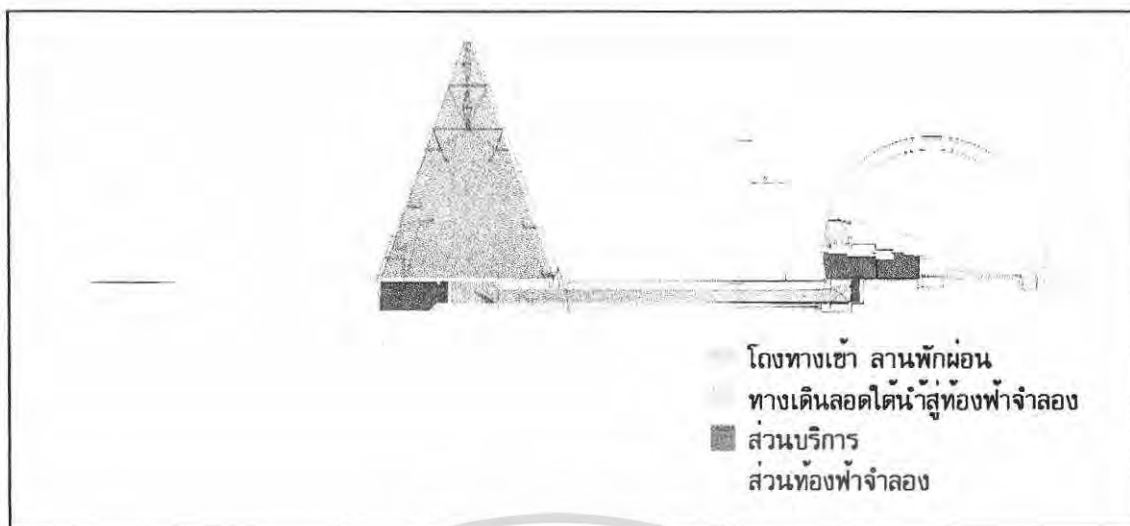 โถงทางเข้า ลานพักผ่อน
ทางเดินลอดใต้น้ำสู่ท้องฟ้าจำลอง
ส่วนบริการ
ส่วนท้องฟ้าจำลอง